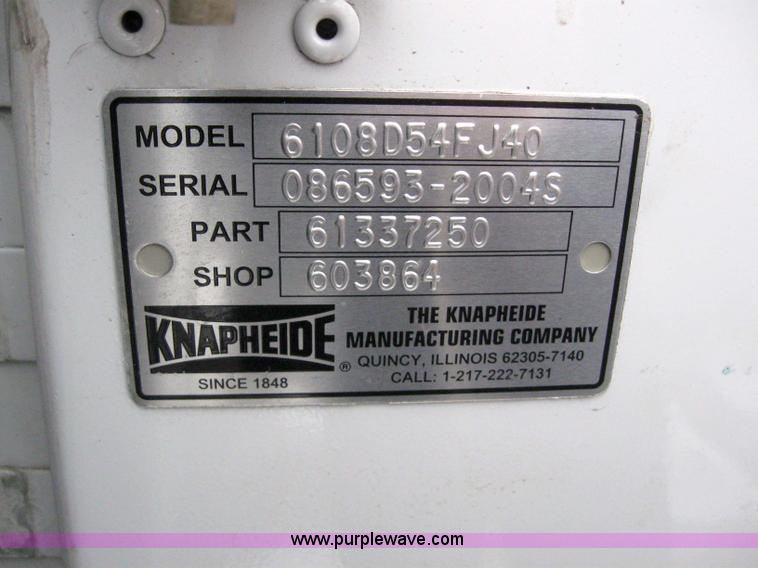 MODEL 6108D54FJ40
SERIAL 086593-2004S
PART 61337250
SHOP 603864
KNAPHEIDE ®
SINCE 1848
THE KNAPHEIDE
MANUFACTURING COMPANY
QUINCY, ILLINOIS 62305-7140
CALL: 1-217-222-7131
www.purplewave.com